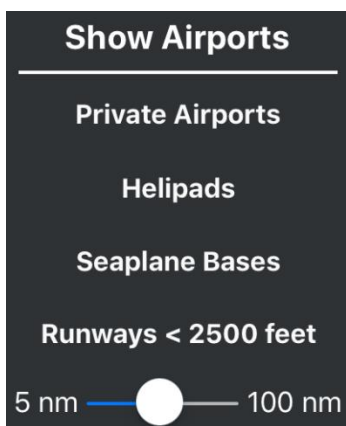 Show Airports
Private Airports
Helipads
Seaplane Bases
Runways < 2500 feet
5 nm 100 nm